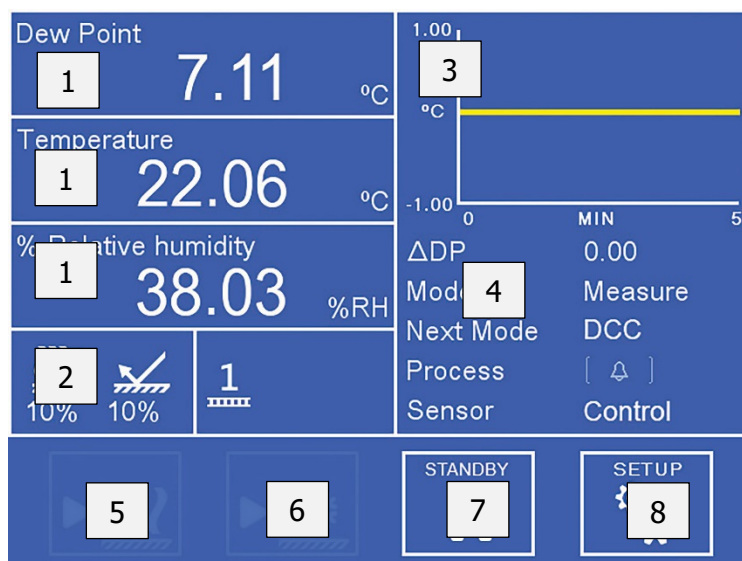 Dew Point
1
7.11
ºC
Temperature
1
22.06
ºC
% Relative humidity
1
38.03
%RH
2
10%
10%
1
1.00
3
ºC
-1.00
0
MIN
5
ΔDP 0.00
Mode Measure
4
Next Mode DCC
Process [ ]
Sensor Control
5
6
STANDBY
7
SETUP
8